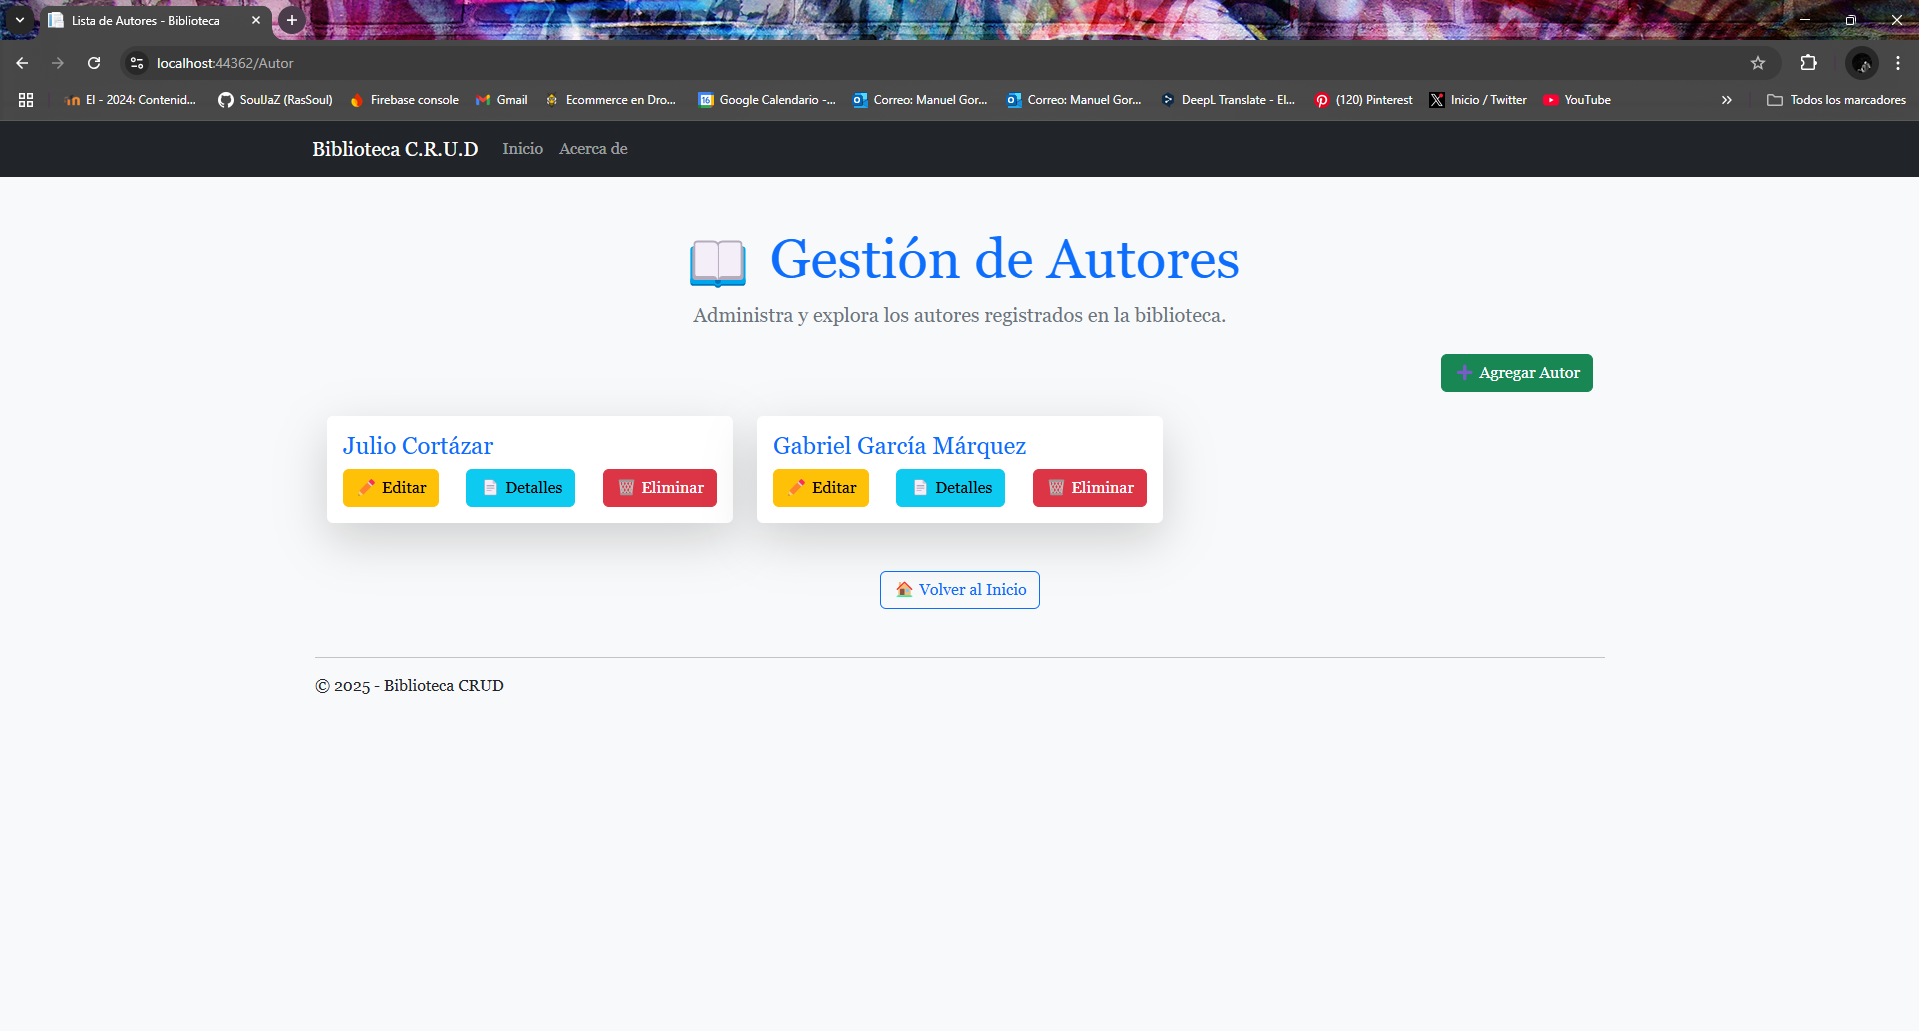 Lista de Autores - Biblioteca
localhost:44362/Autor
EI - 2024: Contenid...
SoulJaZ (RasSoul)
Firebase console
Gmail
Ecommerce en Dro...
Google Calendario -...
Correo: Manuel Gor...
Correo: Manuel Gor...
DeepL Translate - El...
(120) Pinterest
Inicio / Twitter
YouTube
Todos los marcadores
Biblioteca C.R.U.D Inicio Acerca de
Gestión de Autores
Administra y explora los autores registrados en la biblioteca.
Agregar Autor
Julio Cortázar
Editar Detalles Eliminar
Gabriel García Márquez
Editar Detalles Eliminar
Volver al Inicio
© 2025 - Biblioteca CRUD